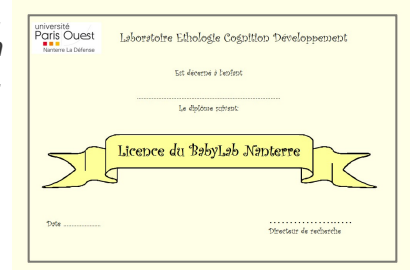 université
Paris Ouest
Nanterre La Défense
Laboratoire Ethologie Cognition Développement
Est décerné à l'enfant
Le diplôme suivant:
Licence du BabyLab Nanterre
Date ....................
Directeur de recherche